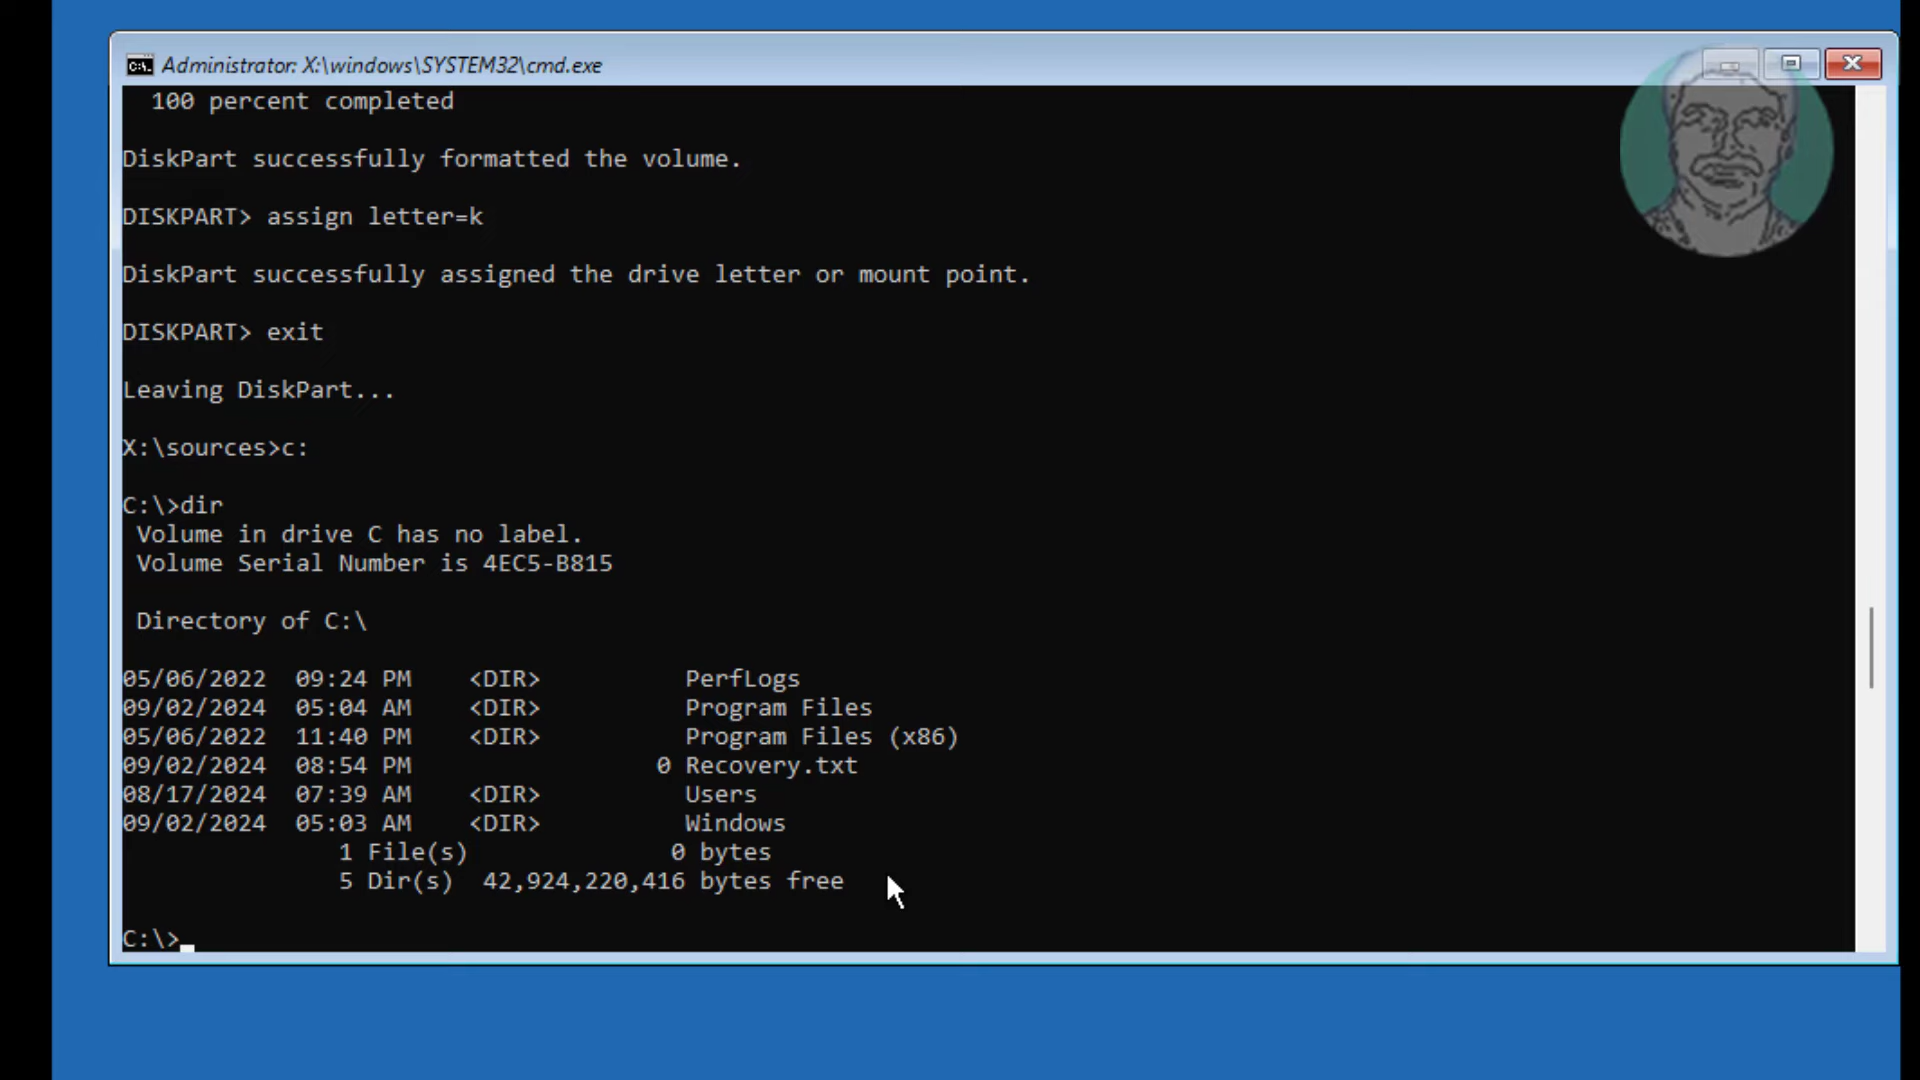 Administrator: X:\windows\SYSTEM32\cmd.exe
100 percent completed
DiskPart successfully formatted the volume.
DISKPART> assign letter=k
DiskPart successfully assigned the drive letter or mount point.
DISKPART> exit
Leaving DiskPart...
X:\sources>c:
C:\>dir
Volume in drive C has no label.
Volume Serial Number is 4EC5-B815
Directory of C:\
05/06/2022  09:24 PM    <DIR>          PerfLogs
09/02/2024  05:04 AM    <DIR>          Program Files
05/06/2022  11:40 PM    <DIR>          Program Files (x86)
09/02/2024  08:54 PM                 0 Recovery.txt
08/17/2024  07:39 AM    <DIR>          Users
09/02/2024  05:03 AM    <DIR>          Windows
1 File(s)              0 bytes
5 Dir(s)  42,924,220,416 bytes free
C:\>